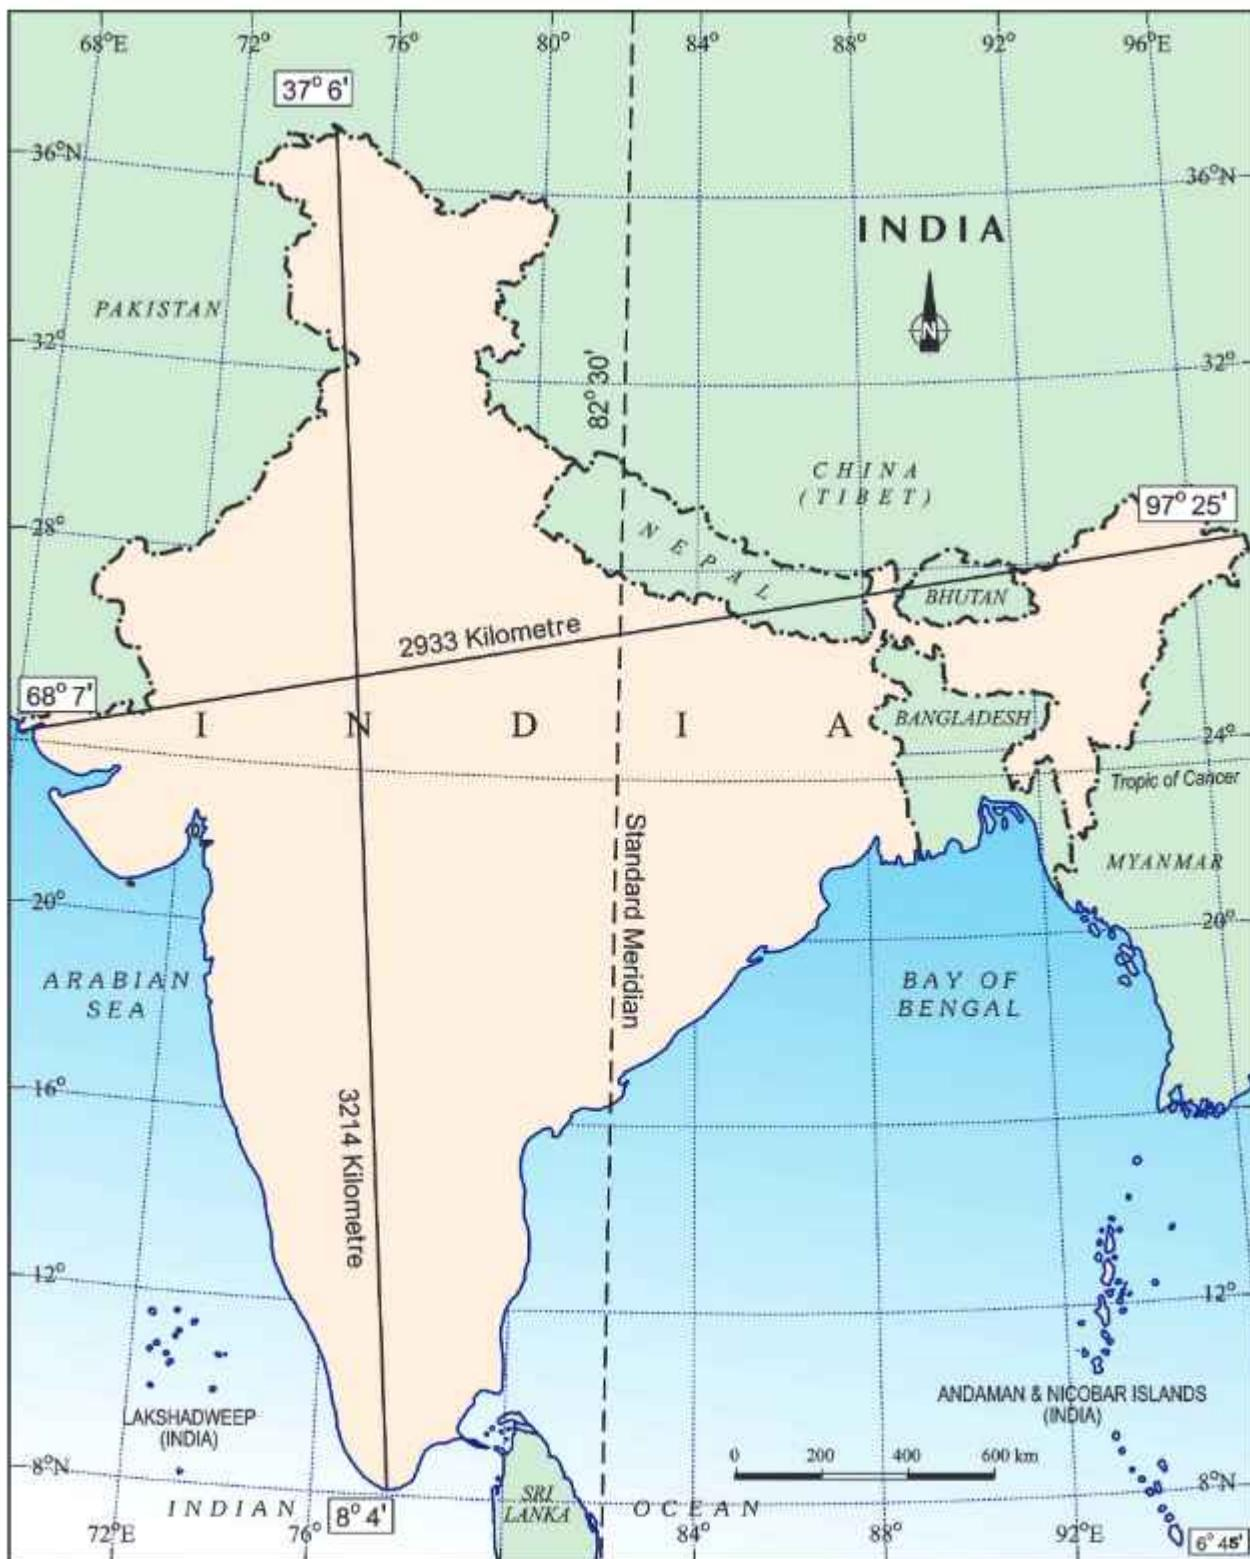 68°E 72° 76° 80° 84° 88° 92° 96°E
37° 6'
36°N
36°N
INDIA
N
PAKISTAN
32°
32°
82° 30'
CHINA
(TIBET)
97° 25'
28°
NEPAL
BHUTAN
2933 Kilometre
68° 7'
I N D I A
BANGLADESH
24°
Tropic of Cancer
Standard Meridian
MYANMAR
20°
20°
ARABIAN
SEA
BAY OF
BENGAL
16°
3214 Kilometre
12°
12°
LAKSHADWEEP
(INDIA)
ANDAMAN & NICOBAR ISLANDS
(INDIA)
0 200 400 600 km
8°N
8°N
INDIAN
8° 4'
SRI
LANKA
OCEAN
72°E 76° 84° 88° 92°E
6° 45'